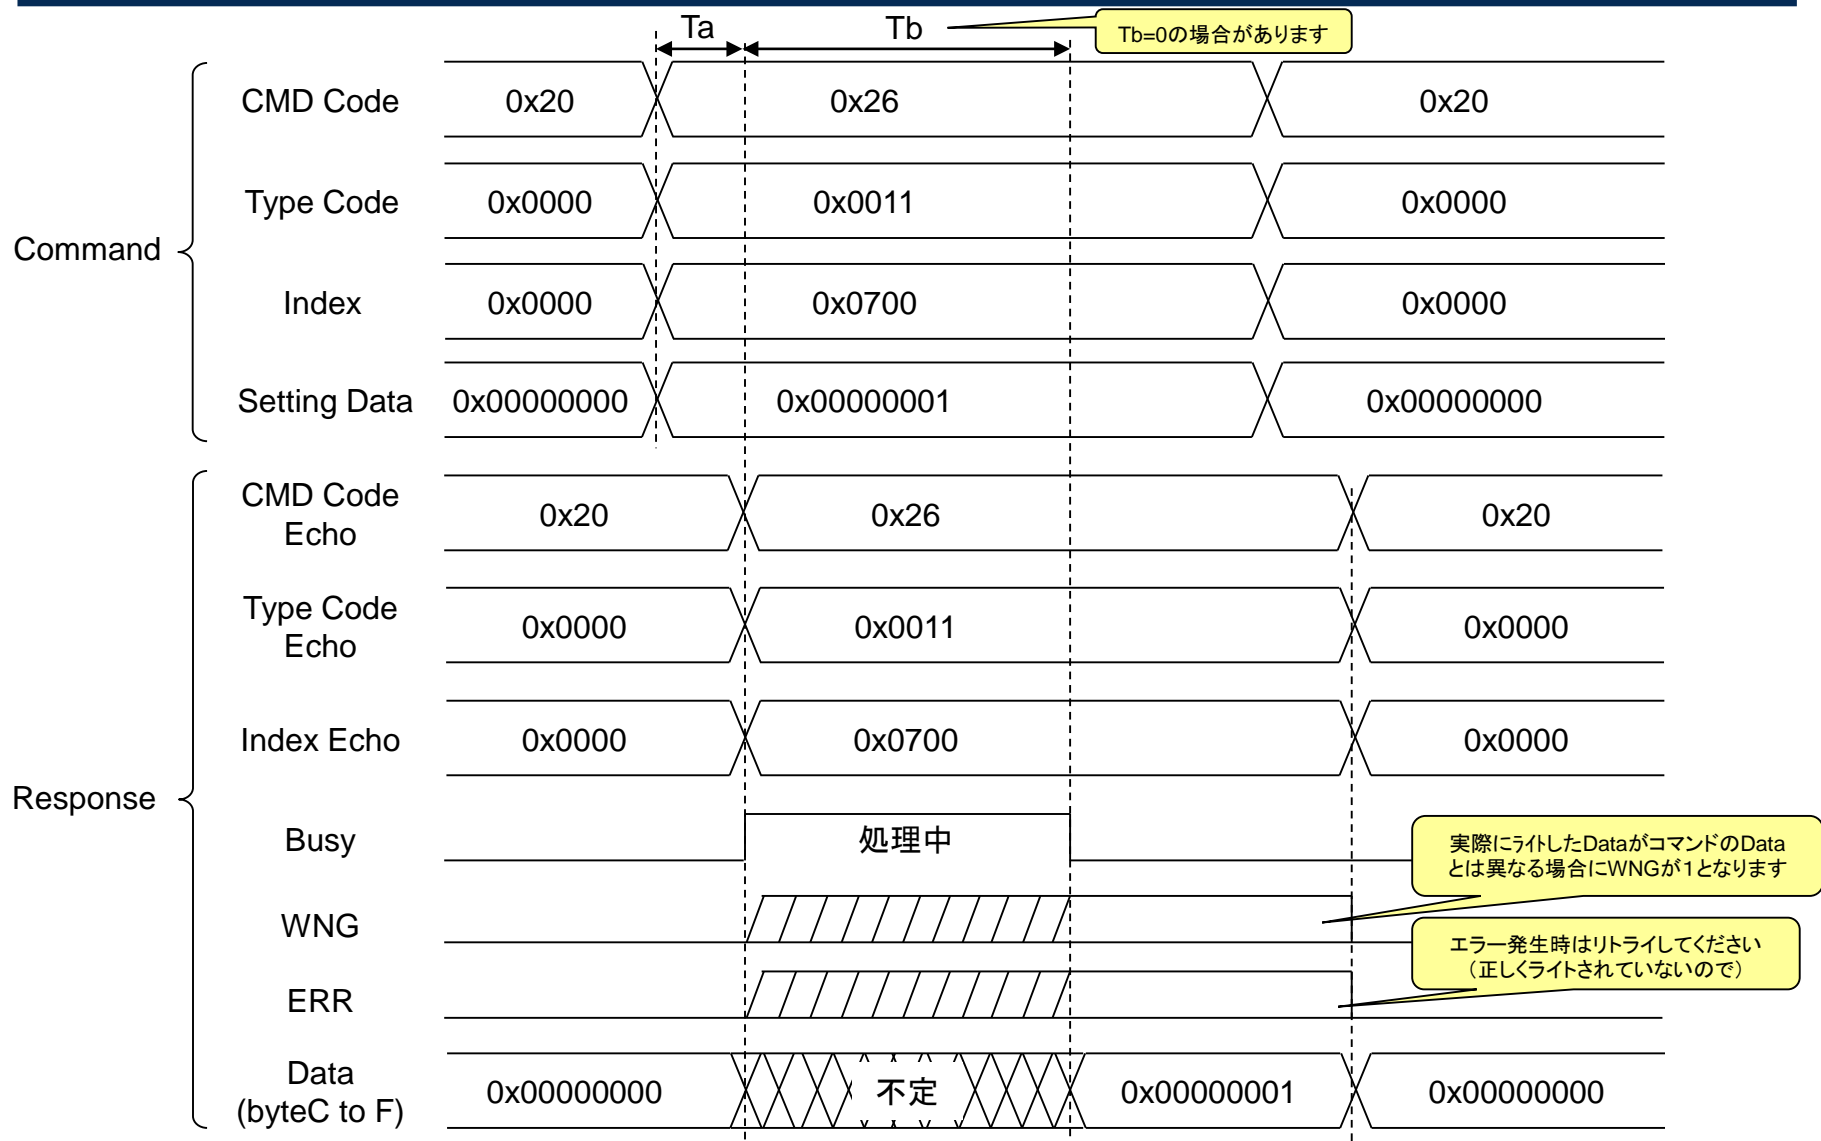 Ta
Tb
Tb=0の場合があります
Command
CMD Code
0x20
0x26
0x20
Type Code
0x0000
0x0011
0x0000
Index
0x0000
0x0700
0x0000
Setting Data
0x00000000
0x00000001
0x00000000
Response
CMD Code
Echo
0x20
0x26
0x20
Type Code
Echo
0x0000
0x0011
0x0000
Index Echo
0x0000
0x0700
0x0000
Busy
処理中
実際にﾗｲﾄしたDataがコマンドのData
とは異なる場合にWNGが１となります
WNG
エラー発生時はリトライしてください
（正しくライトされていないので）
ERR
Data
(byteC to F)
0x00000000
不定
0x00000001
0x00000000